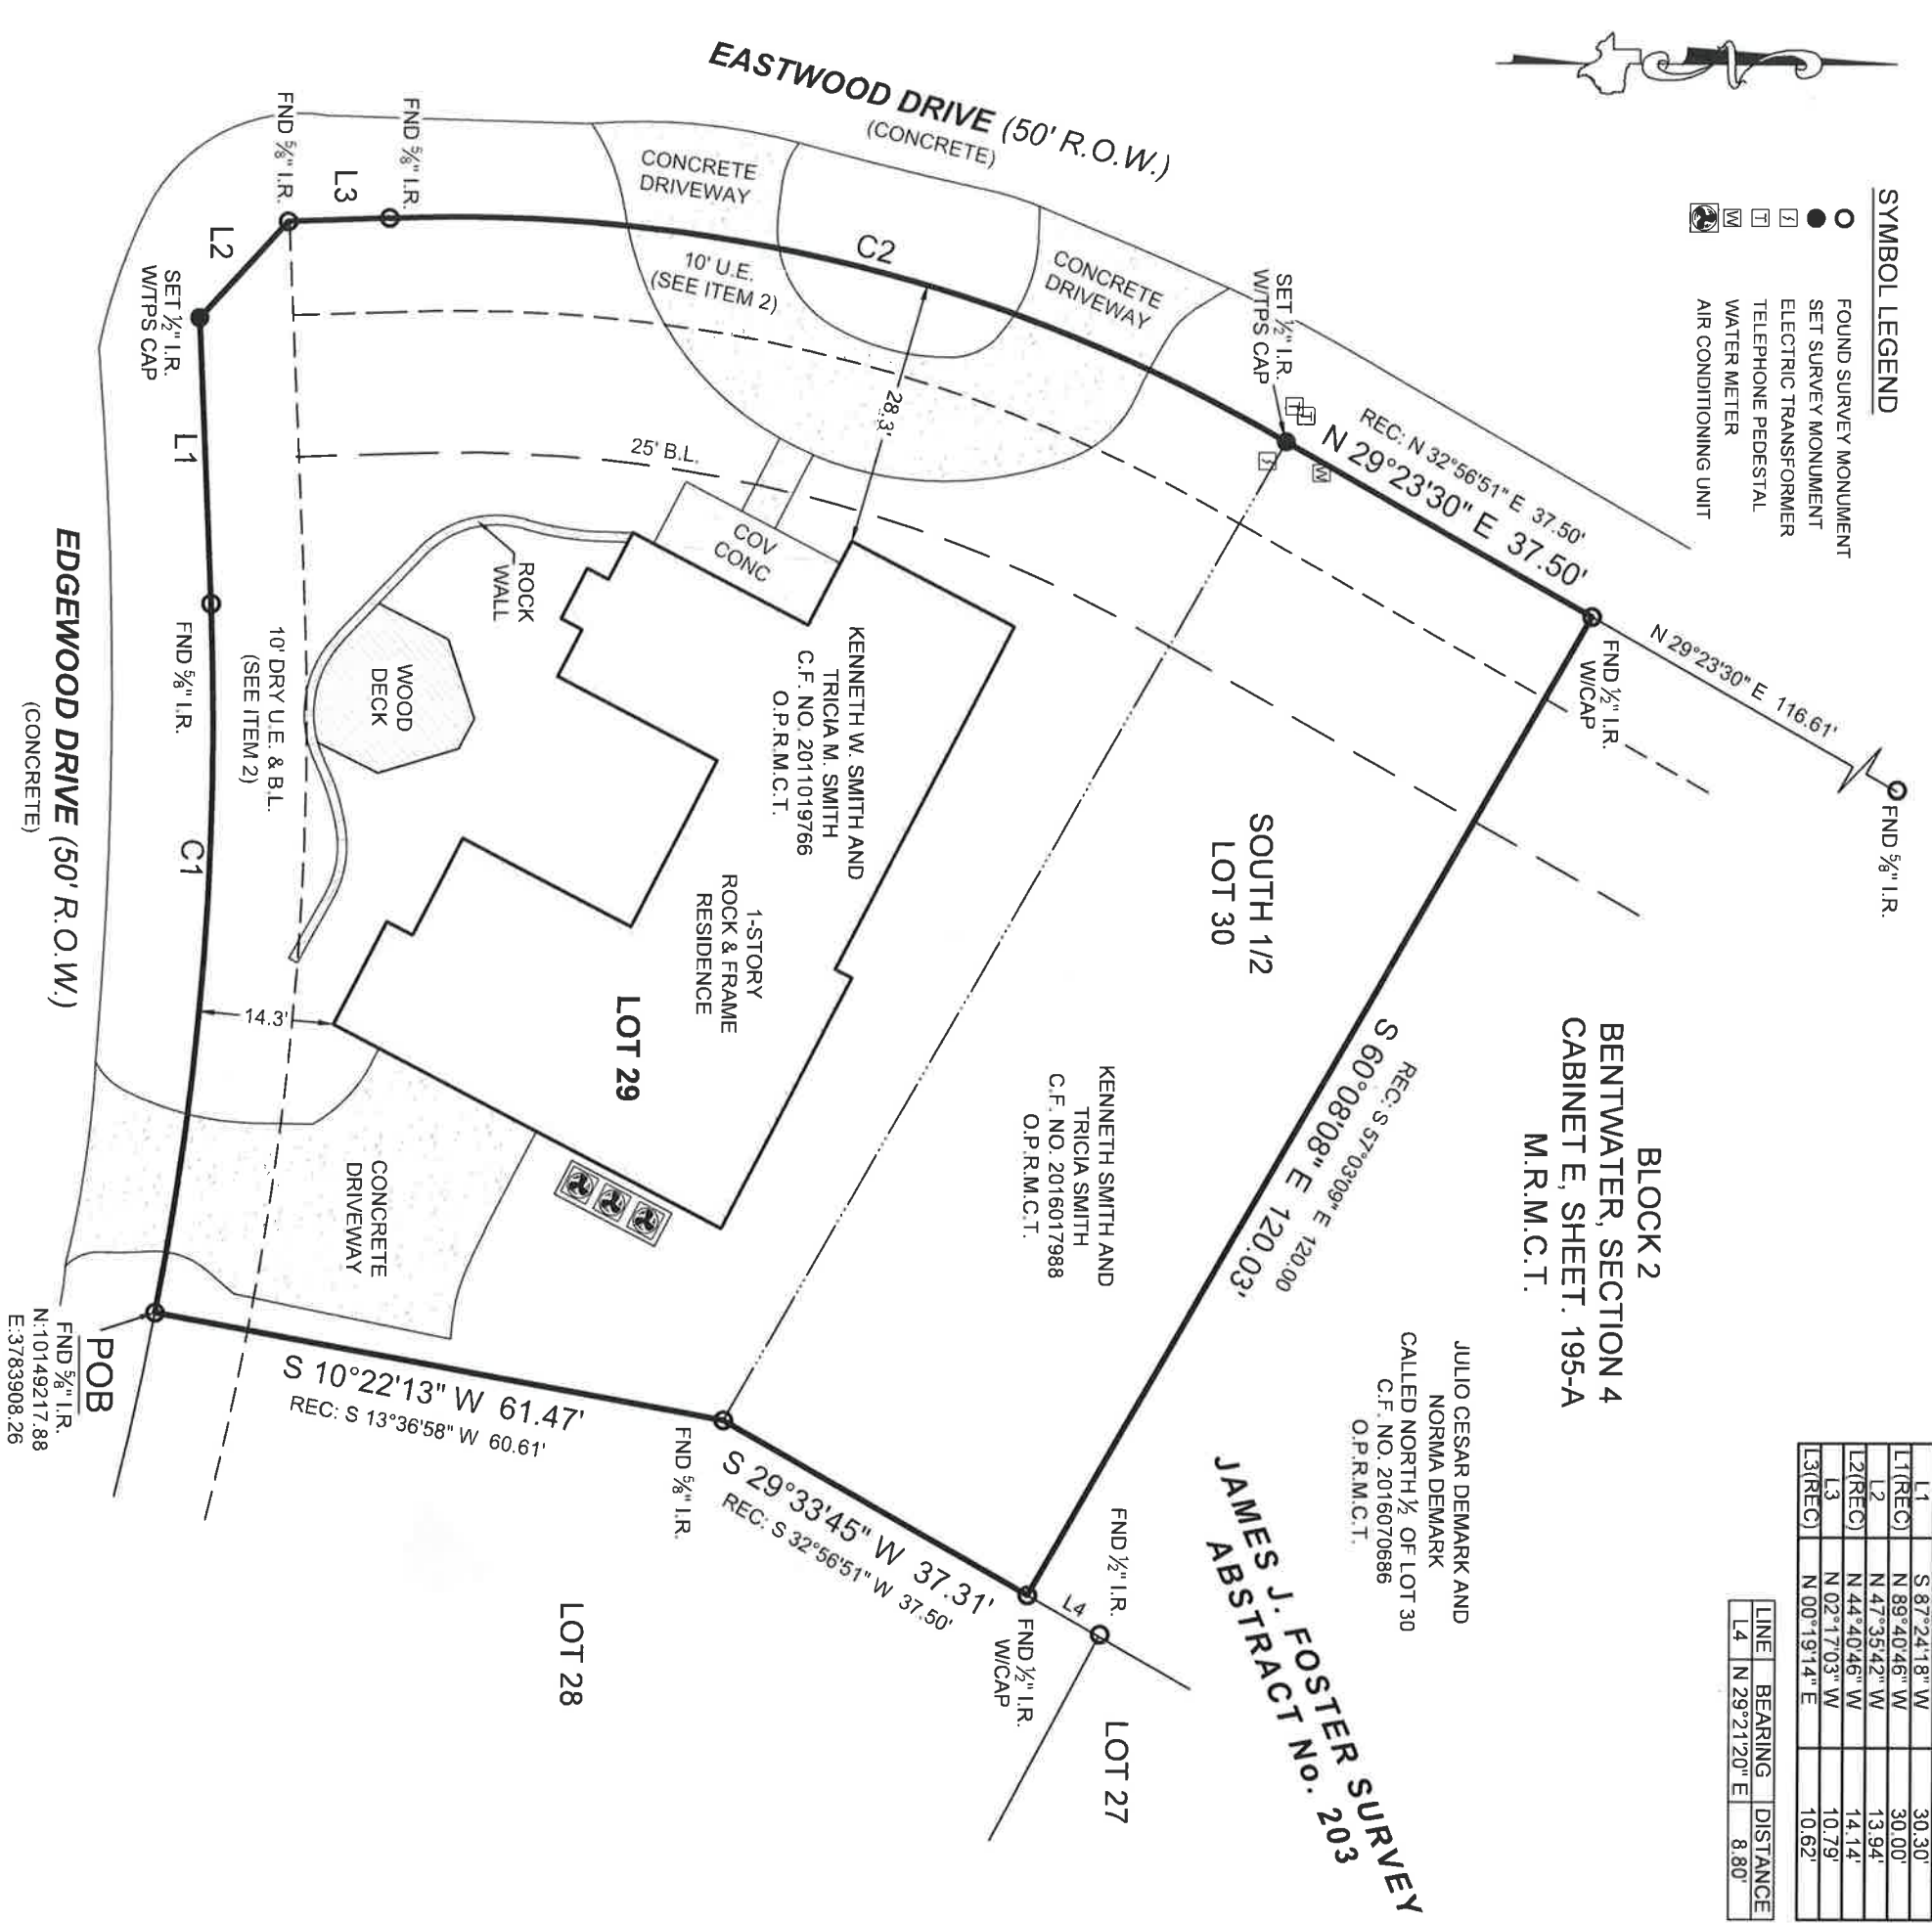 SYMBOL LEGEND
FOUND SURVEY MONUMENT
SET SURVEY MONUMENT
ELECTRIC TRANSFORMER
TELEPHONE PEDESTAL
T
WATER METER
W
AIR CONDITIONING UNIT
BLOCK 2
BENTWATER, SECTION 4
CABINET E, SHEET. 195-A
M.R.M.C.T.
L1 S 87°24'18" W 30.30'
L1(REC) N 89°40'46" W 30.00'
L2 N 47°35'42" W 13.94'
L2(REC) N 44°40'46" W 14.14'
L3 N 02°17'03" W 10.79'
L3(REC) N 00°19'14" E 10.62'
LINE BEARING DISTANCE
L4 N 29°21'20" E 8.80'
FND ⅝" I.R.
N 29°23'30" E 116.61'
FND ½" I.R.
W/CAP
REC: N 32°56'51" E 37.50'
N 29°23'30" E 37.50'
SET ½" I.R.
W/TPS CAP
T
T
W
EASTWOOD DRIVE (50' R.O.W.)
(CONCRETE)
CONCRETE
DRIVEWAY
CONCRETE
DRIVEWAY
C2
10' U.E.
(SEE ITEM 2)
28.3'
25' B.L.
FND ⅝" I.R.
L3
FND ⅝" I.R.
L2
SET ½" I.R.
W/TPS CAP
L1
FND ⅝" I.R.
C1
COV
CONC
ROCK
WALL
WOOD
DECK
10' DRY U.E. & B.L.
(SEE ITEM 2)
KENNETH W. SMITH AND
TRICIA M. SMITH
C.F. NO. 2011019766
O.P.R.M.C.T.
1-STORY
ROCK & FRAME
RESIDENCE
LOT 29
14.3'
CONCRETE
DRIVEWAY
SOUTH 1/2
LOT 30
KENNETH SMITH AND
TRICIA SMITH
C.F. NO. 2016017988
O.P.R.M.C.T.
REC: S 57°03'09" E 120.00
S 60°08'08" E 120.03'
JULIO CESAR DEMARK AND
NORMA DEMARK
CALLED NORTH ½ OF LOT 30
C.F. NO. 2016070686
O.P.R.M.C.T.
JAMES J. FOSTER SURVEY
ABSTRACT No. 203
FND ½" I.R.
L4
FND ½" I.R.
W/CAP
LOT 27
S 29°33'45" W 37.31'
REC: S 32°56'51" W 37.50'
FND ⅝" I.R.
LOT 28
S 10°22'13" W 61.47'
REC: S 13°36'58" W 60.61'
POB
FND ⅝" I.R.
N:10149217.88
E:3783908.26
EDGEWOOD DRIVE (50' R.O.W.)
(CONCRETE)